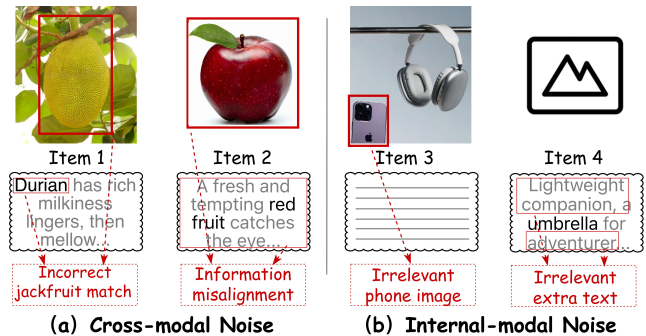 Item 1
Item 2
Item 3
Item 4
Durian has rich
milkiness
lingers, then
mellow...
A fresh and
tempting red
fruit catches
the eye...
Lightweight
companion, a
umbrella for
adventurer...
Incorrect
jackfruit match
Information
misalignment
Irrelevant
phone image
Irrelevant
extra text
(a) Cross-modal Noise
(b) Internal-modal Noise